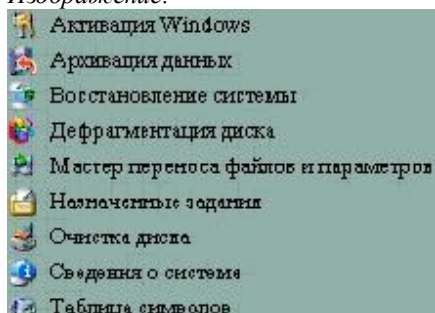 Изображение:
Активация Windows
Архивация данных
Восстановление системы
Дефрагментация диска
Мастер переноса файлов и параметров
Назначенные задания
Очистка диска
Сведения о системе
Таблица символов